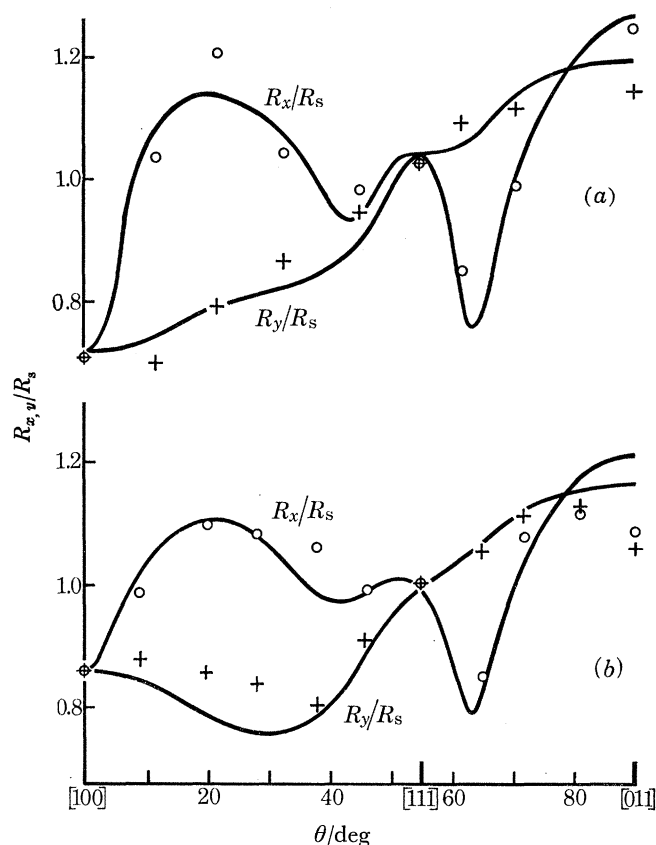 1.2
R_x/R_s
1.0
(a)
0.8
R_y/R_s
R_{x,y}/R_s
1.2
R_x/R_s
1.0
(b)
0.8
R_y/R_s
[100] 20 40 [111] 60 80 [011]
θ/deg